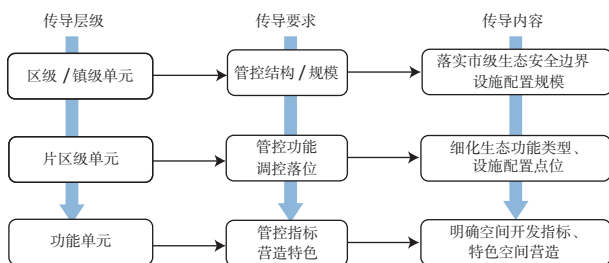 传导层级 传导要求 传导内容
区级 / 镇级单元 管控结构 / 规模 落实市级生态安全边界
设施配置规模
片区级单元 管控功能
调控落位 细化生态功能类型、
设施配置点位
功能单元 管控指标
营造特色 明确空间开发指标、
特色空间营造